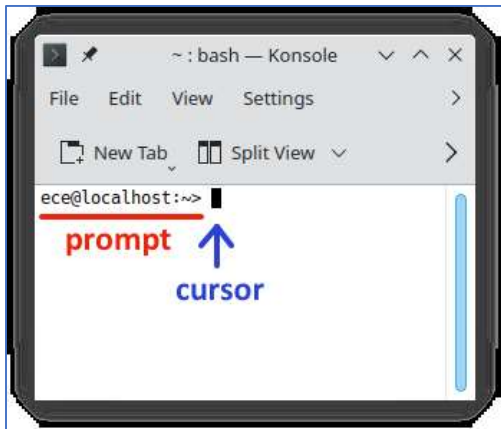 ~ : bash — Konsole
File Edit View Settings
New Tab Split View
ece@localhost:~>
prompt
cursor